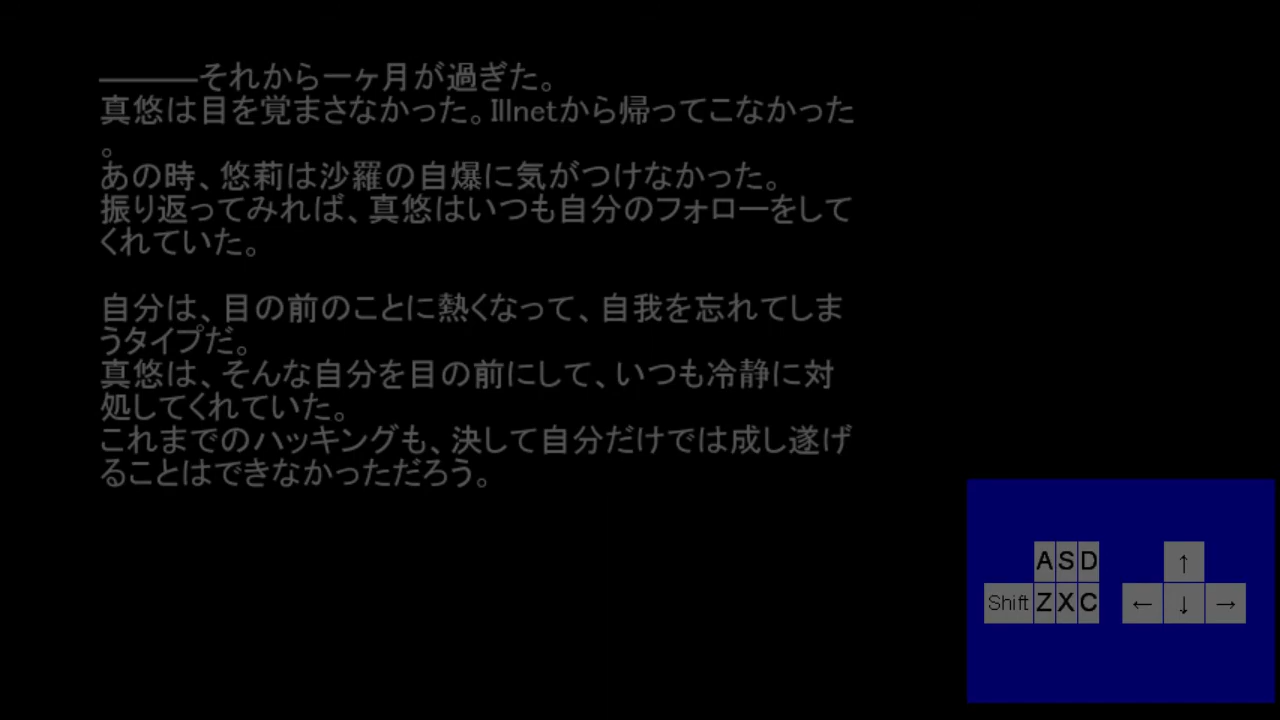 ―――それから一ヶ月が過ぎた。
真悠は目を覚まさなかった。Illnetから帰ってこなかった
。
あの時、悠莉は沙羅の自爆に気がつけなかった。
振り返ってみれば、真悠はいつも自分のフォローをして
くれていた。
自分は、目の前のことに熱くなって、自我を忘れてしま
うタイプだ。
真悠は、そんな自分を目の前にして、いつも冷静に対
処してくれていた。
これまでのハッキングも、決して自分だけでは成し遂げ
ることはできなかっただろう。
A S D ↑
Shift Z X C ← ↓ →